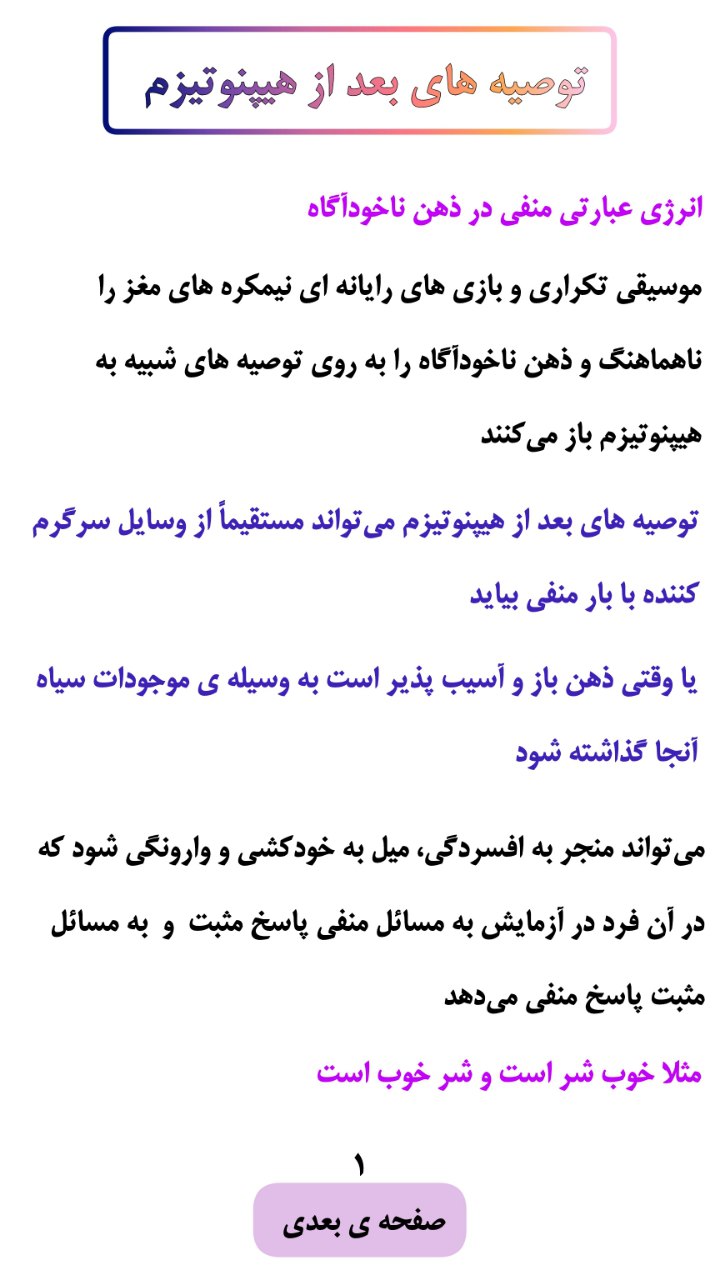 توصیه های بعد از هیپنوتیزم
انرژی عبارتی منفی در ذهن ناخودآگاه
موسیقی تکراری و بازی های رایانه ای نیمکره های مغز را
ناهماهنگ و ذهن ناخودآگاه را به روی توصیه های شبیه به
هیپنوتیزم باز می‌کنند
توصیه های بعد از هیپنوتیزم می‌تواند مستقیماً از وسایل سرگرم
کننده با بار منفی بیاید
یا وقتی ذهن باز و آسیب پذیر است به وسیله ی موجودات سیاه
آنجا گذاشته شود
می‌تواند منجر به افسردگی، میل به خودکشی و وارونگی شود که
در آن فرد در آزمایش به مسائل منفی پاسخ مثبت و به مسائل
مثبت پاسخ منفی می‌دهد
مثلا خوب شر است و شر خوب است
۱
صفحه ی بعدی